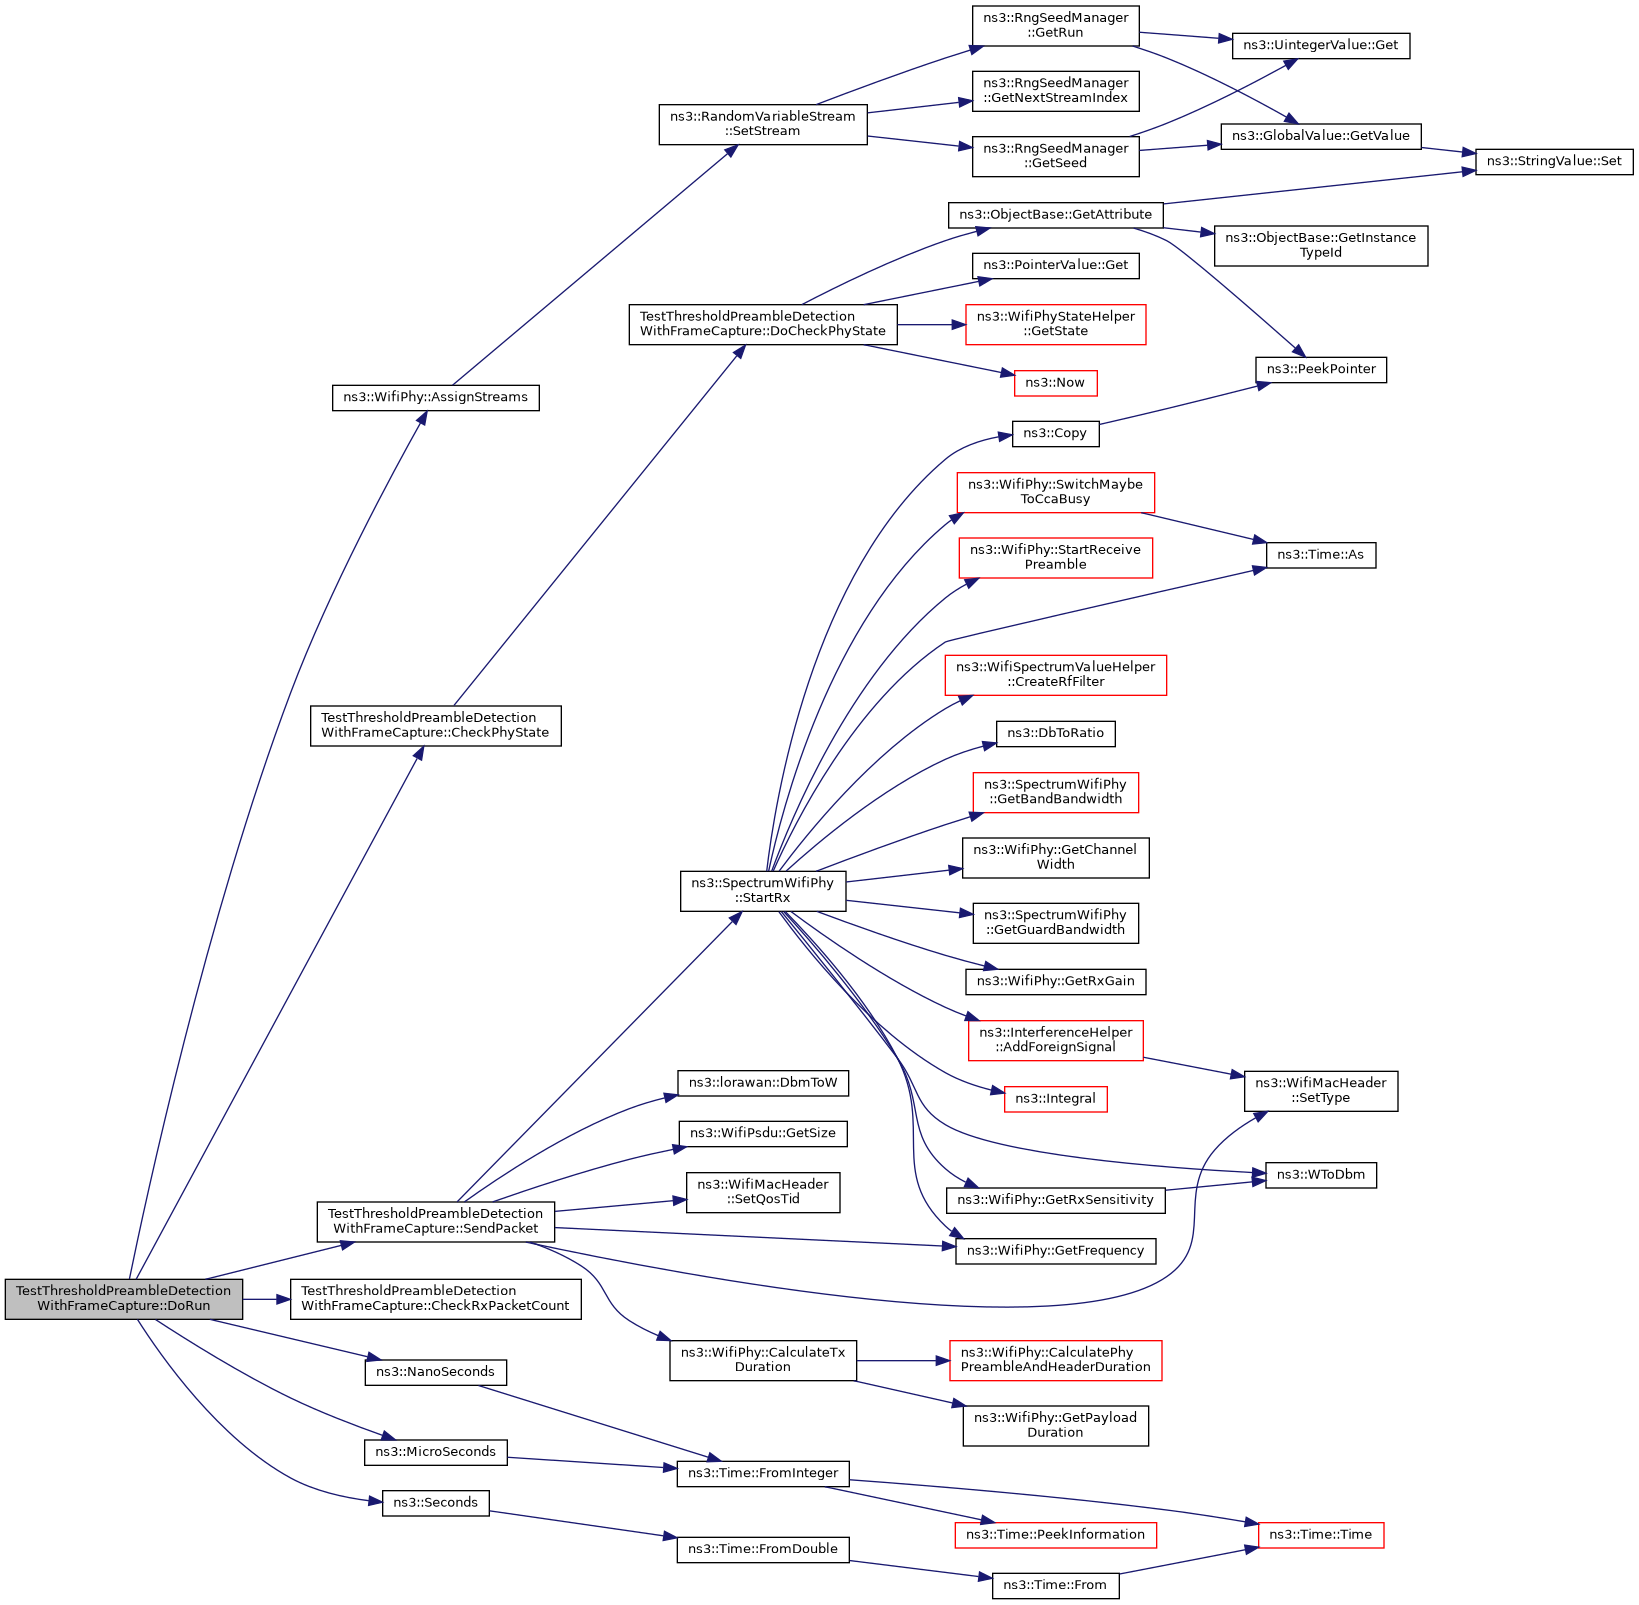 ns3::RngSeedManager
::GetRun
ns3::UintegerValue::Get
ns3::RngSeedManager
::GetNextStreamIndex
ns3::RandomVariableStream
::SetStream
ns3::GlobalValue::GetValue
ns3::RngSeedManager
::GetSeed
ns3::StringValue::Set
ns3::ObjectBase::GetAttribute
ns3::ObjectBase::GetInstance
TypeId
ns3::PointerValue::Get
TestThresholdPreambleDetection
WithFrameCapture::DoCheckPhyState
ns3::WifiPhyStateHelper
::GetState
ns3::PeekPointer
ns3::Now
ns3::WifiPhy::AssignStreams
ns3::Copy
ns3::WifiPhy::SwitchMaybe
ToCcaBusy
ns3::WifiPhy::StartReceive
Preamble
ns3::Time::As
ns3::WifiSpectrumValueHelper
::CreateRfFilter
TestThresholdPreambleDetection
WithFrameCapture::CheckPhyState
ns3::DbToRatio
ns3::SpectrumWifiPhy
::GetBandBandwidth
ns3::WifiPhy::GetChannel
Width
ns3::SpectrumWifiPhy
::StartRx
ns3::SpectrumWifiPhy
::GetGuardBandwidth
ns3::WifiPhy::GetRxGain
ns3::InterferenceHelper
::AddForeignSignal
ns3::lorawan::DbmToW
ns3::WifiMacHeader
::SetType
ns3::Integral
ns3::WifiPsdu::GetSize
ns3::WToDbm
ns3::WifiMacHeader
::SetQosTid
ns3::WifiPhy::GetRxSensitivity
TestThresholdPreambleDetection
WithFrameCapture::SendPacket
ns3::WifiPhy::GetFrequency
TestThresholdPreambleDetection
WithFrameCapture::DoRun
TestThresholdPreambleDetection
WithFrameCapture::CheckRxPacketCount
ns3::WifiPhy::CalculateTx
Duration
ns3::WifiPhy::CalculatePhy
PreambleAndHeaderDuration
ns3::NanoSeconds
ns3::WifiPhy::GetPayload
Duration
ns3::MicroSeconds
ns3::Time::FromInteger
ns3::Seconds
ns3::Time::PeekInformation
ns3::Time::Time
ns3::Time::FromDouble
ns3::Time::From